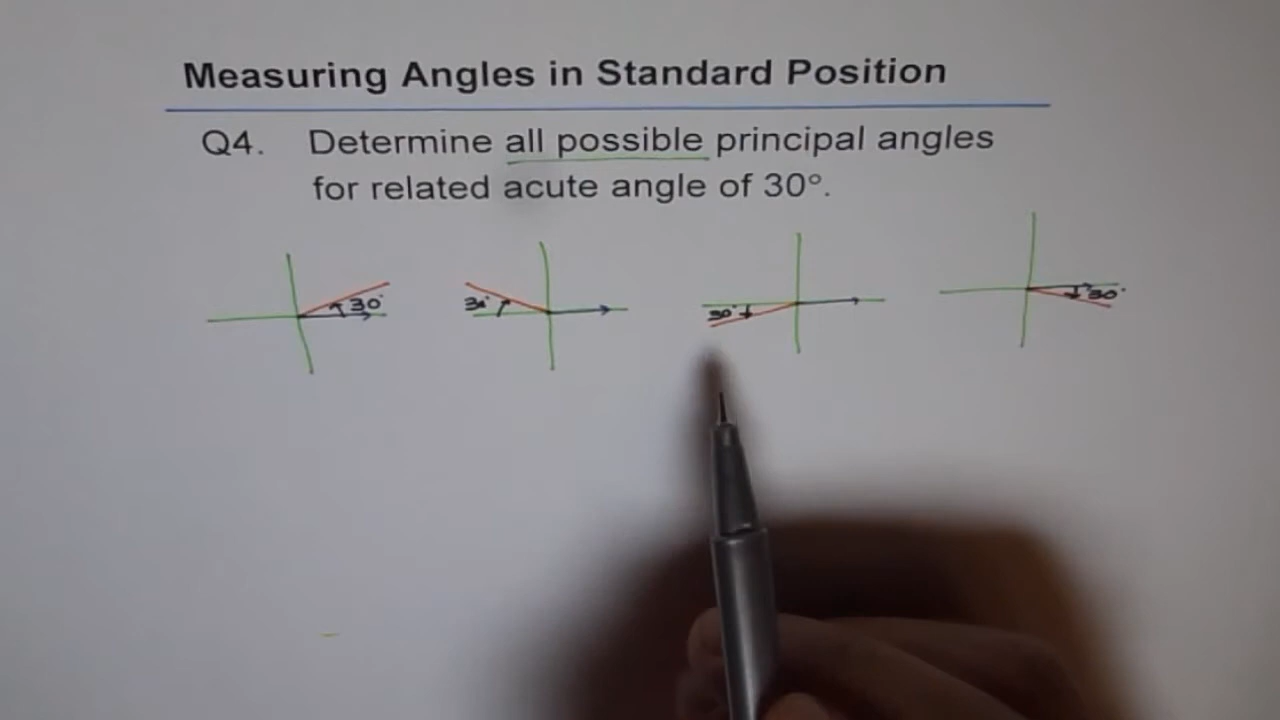 Measuring Angles in Standard Position
Q4. Determine all possible principal angles
for related acute angle of 30°.
30° 30° 30° 30°